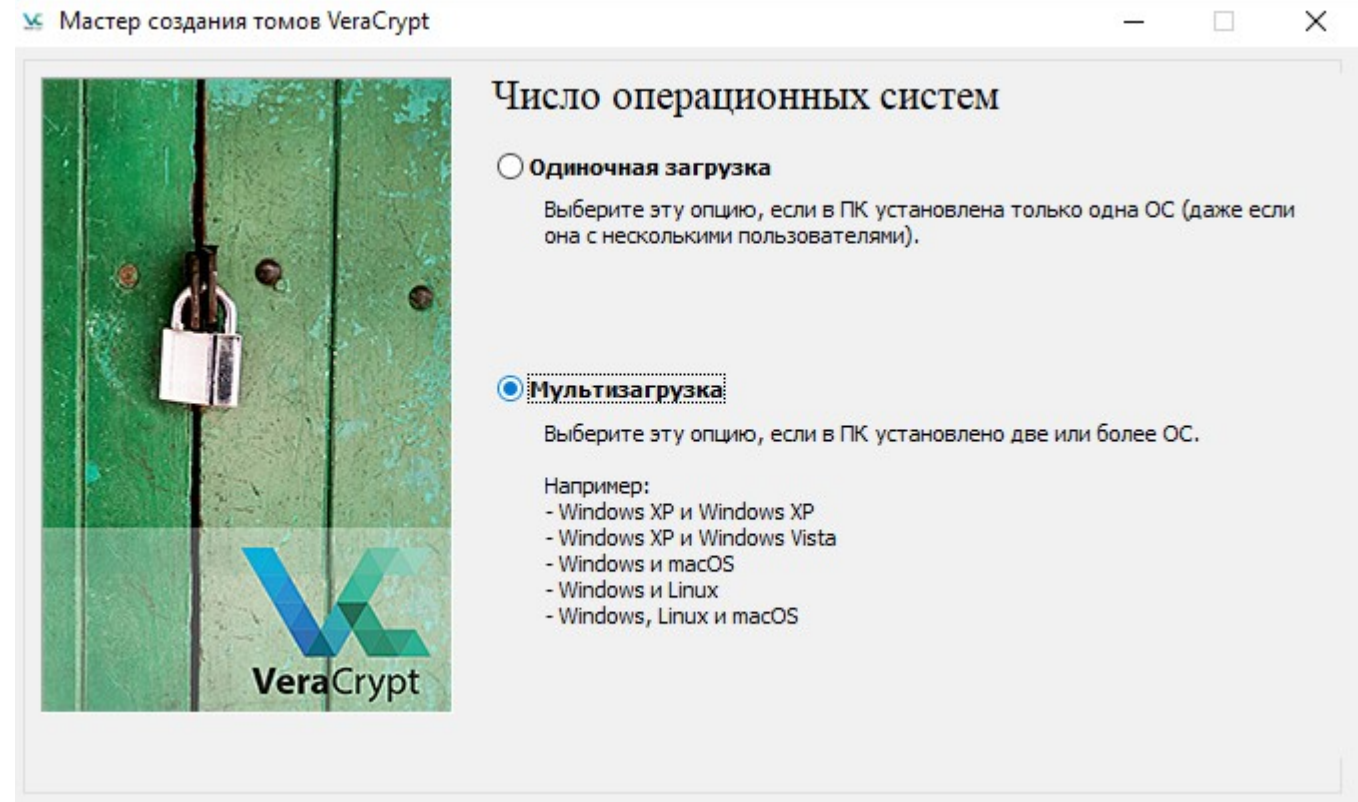 Мастер создания томов VeraCrypt
Число операционных систем
Одиночная загрузка
Выберите эту опцию, если в ПК установлена только одна ОС (даже если
она с несколькими пользователями).
Мультизагрузка
Выберите эту опцию, если в ПК установлено две или более ОС.
Например:
- Windows XP и Windows XP
- Windows XP и Windows Vista
- Windows и macOS
- Windows и Linux
- Windows, Linux и macOS
VeraCrypt